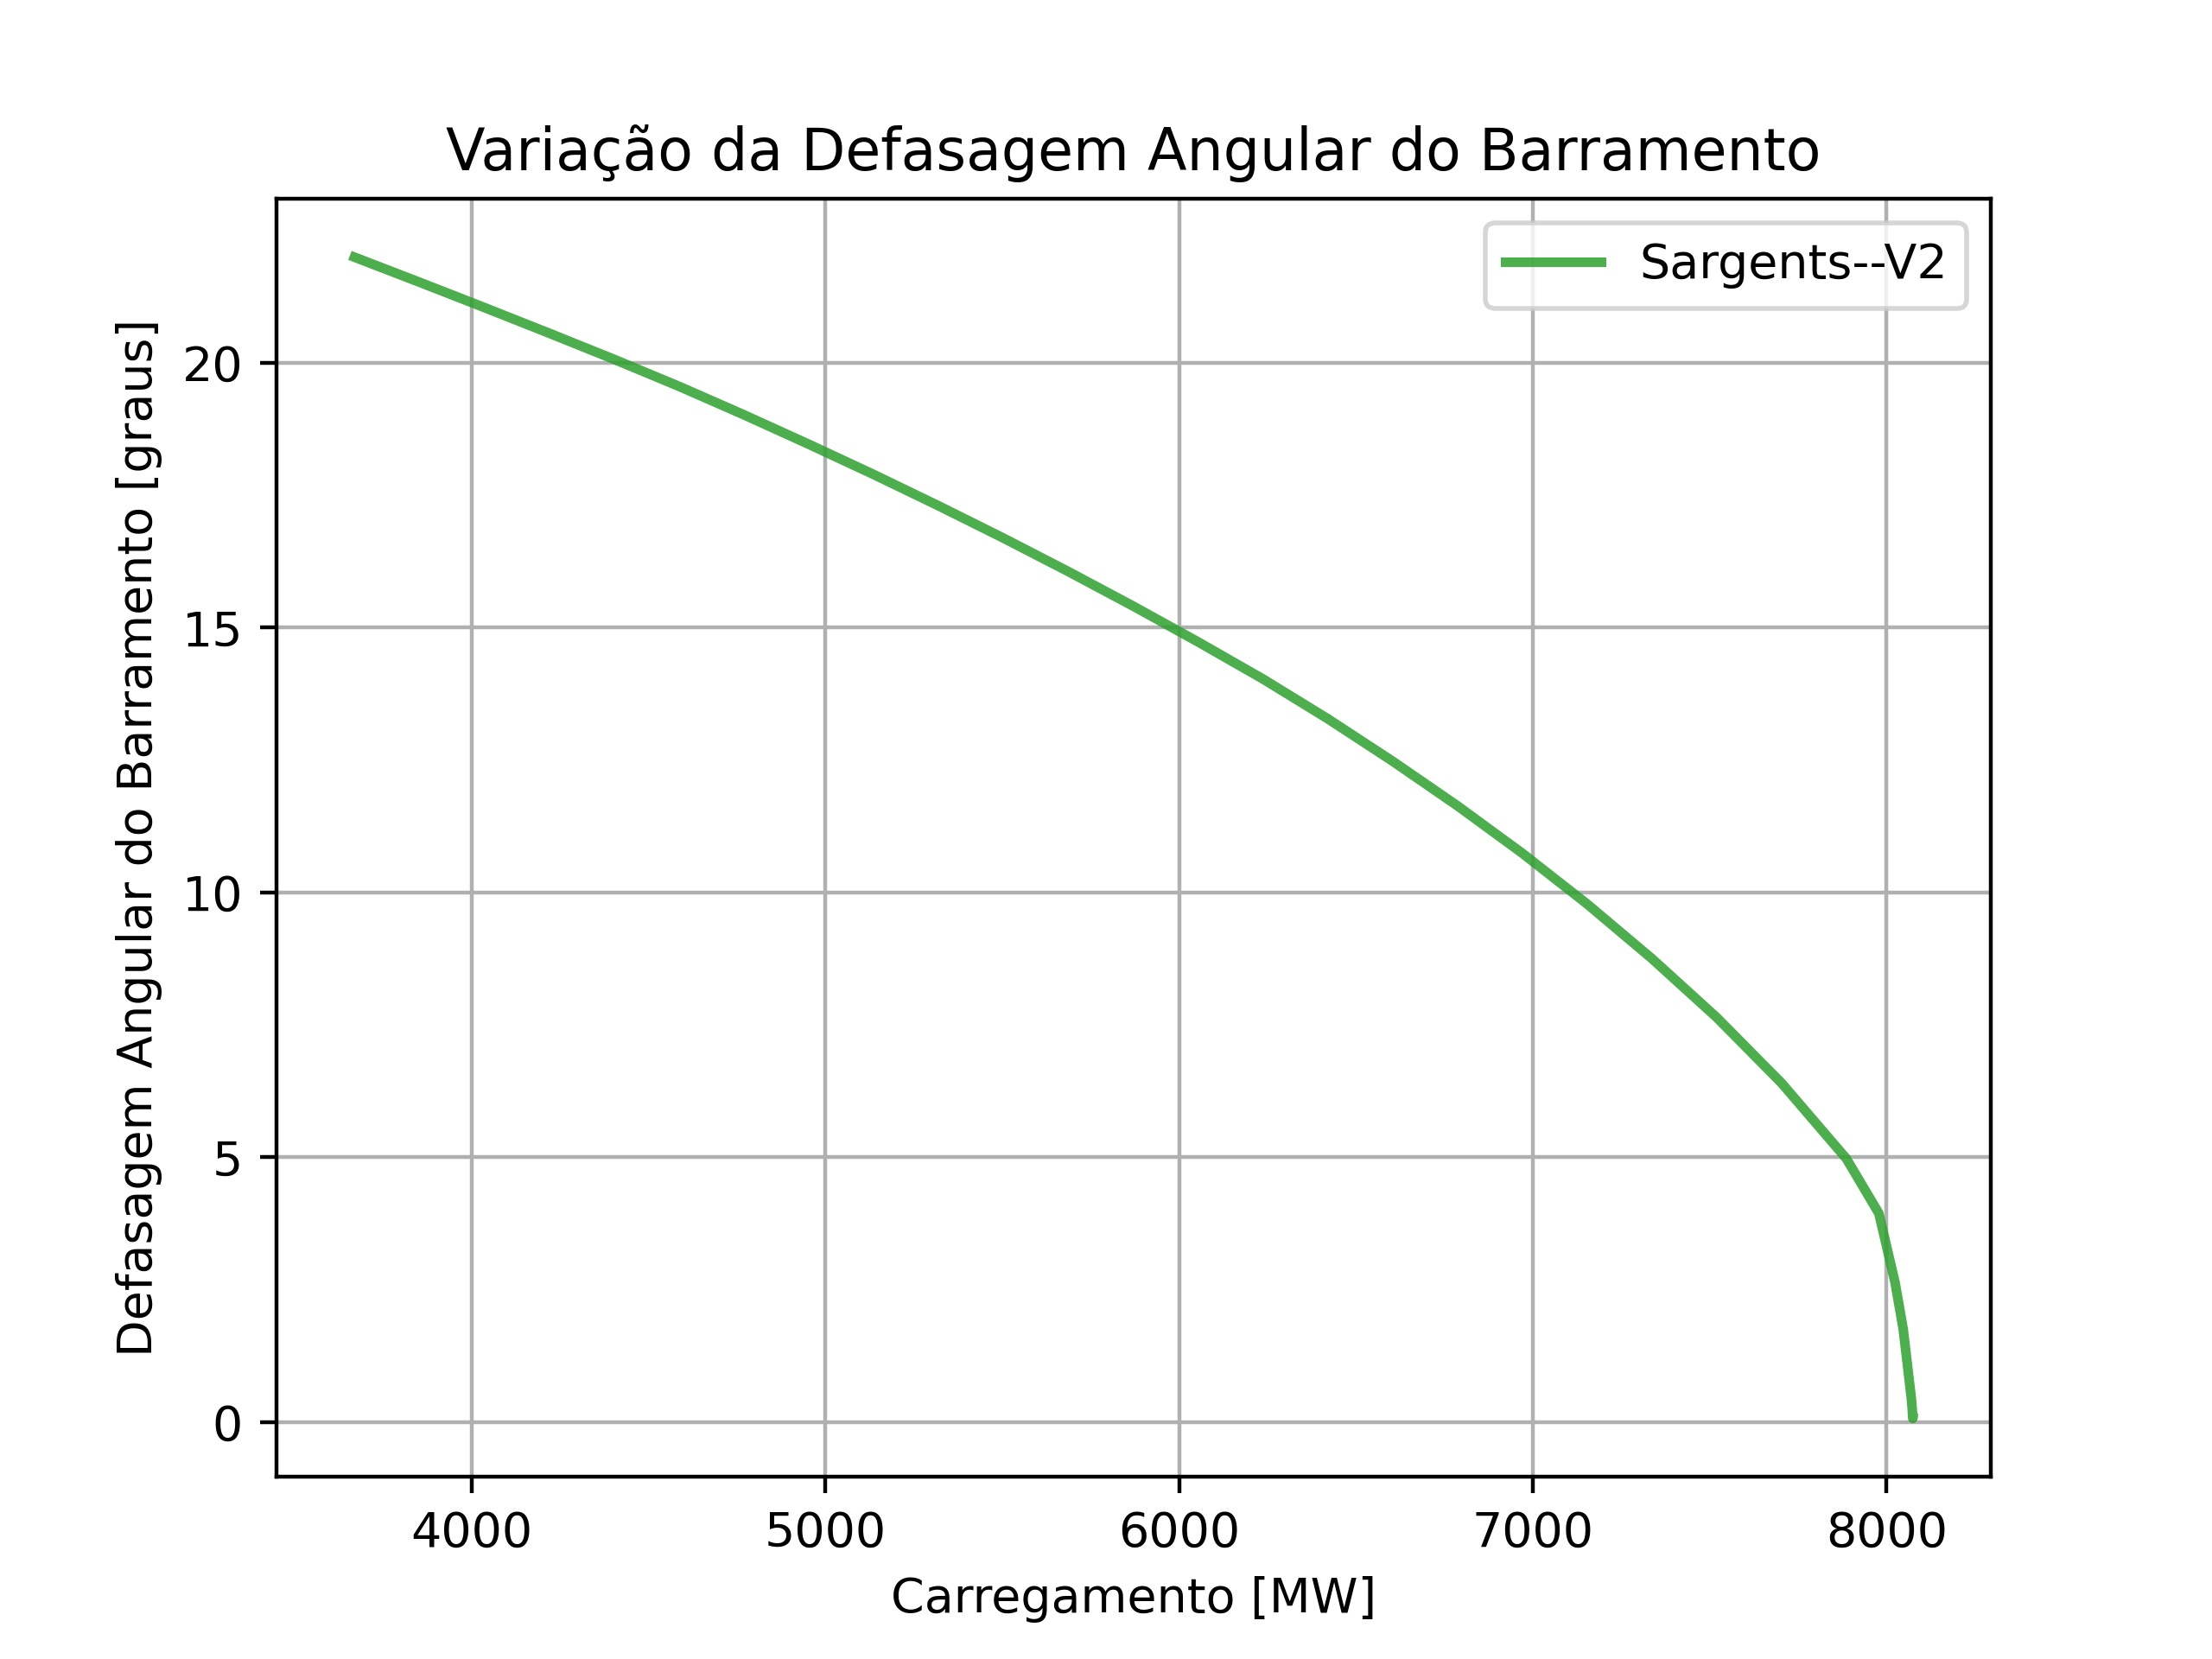 Variação da Defasagem Angular do Barramento
Sargents--V2
Defasagem Angular do Barramento [graus]
20
15
10
5
0
4000 5000 6000 7000 8000
Carregamento [MW]